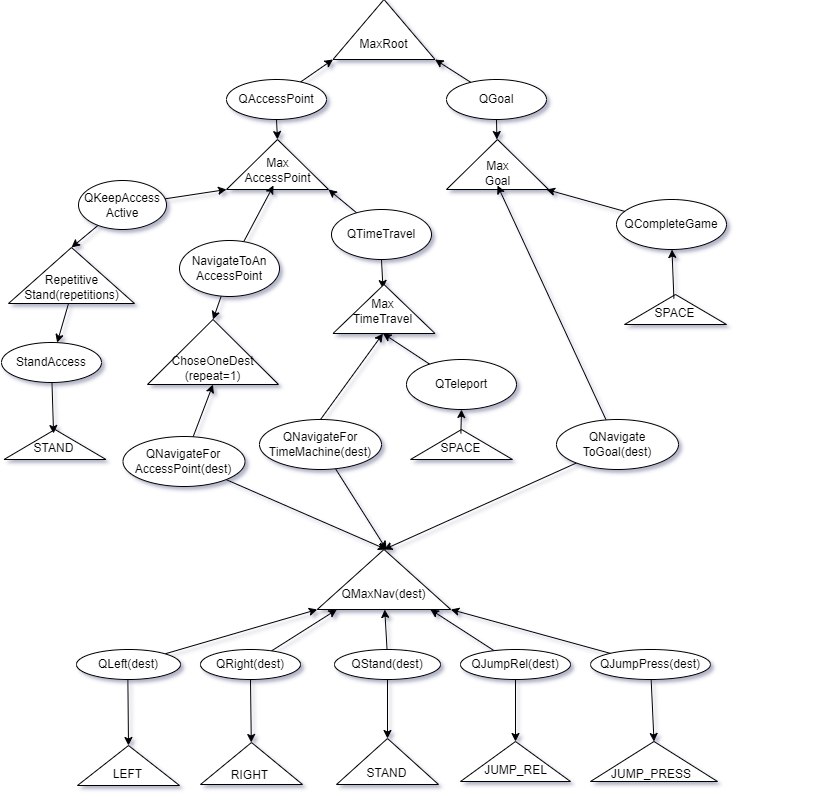 MaxRoot
QAccessPoint
QGoal
Max
AccessPoint
Max
Goal
QKeepAccess
Active
QTimeTravel
QCompleteGame
NavigateToAn
AccessPoint
Repetitive
Stand(repetitions)
Max
TimeTravel
SPACE
StandAccess
ChoseOneDest
(repeat=1)
QTeleport
STAND
QNavigateFor
AccessPoint(dest)
QNavigateFor
TimeMachine(dest)
SPACE
QNavigate
ToGoal(dest)
QMaxNav(dest)
QLeft(dest)
QRight(dest)
QStand(dest)
QJumpRel(dest)
QJumpPress(dest)
LEFT
RIGHT
STAND
JUMP_REL
JUMP_PRESS